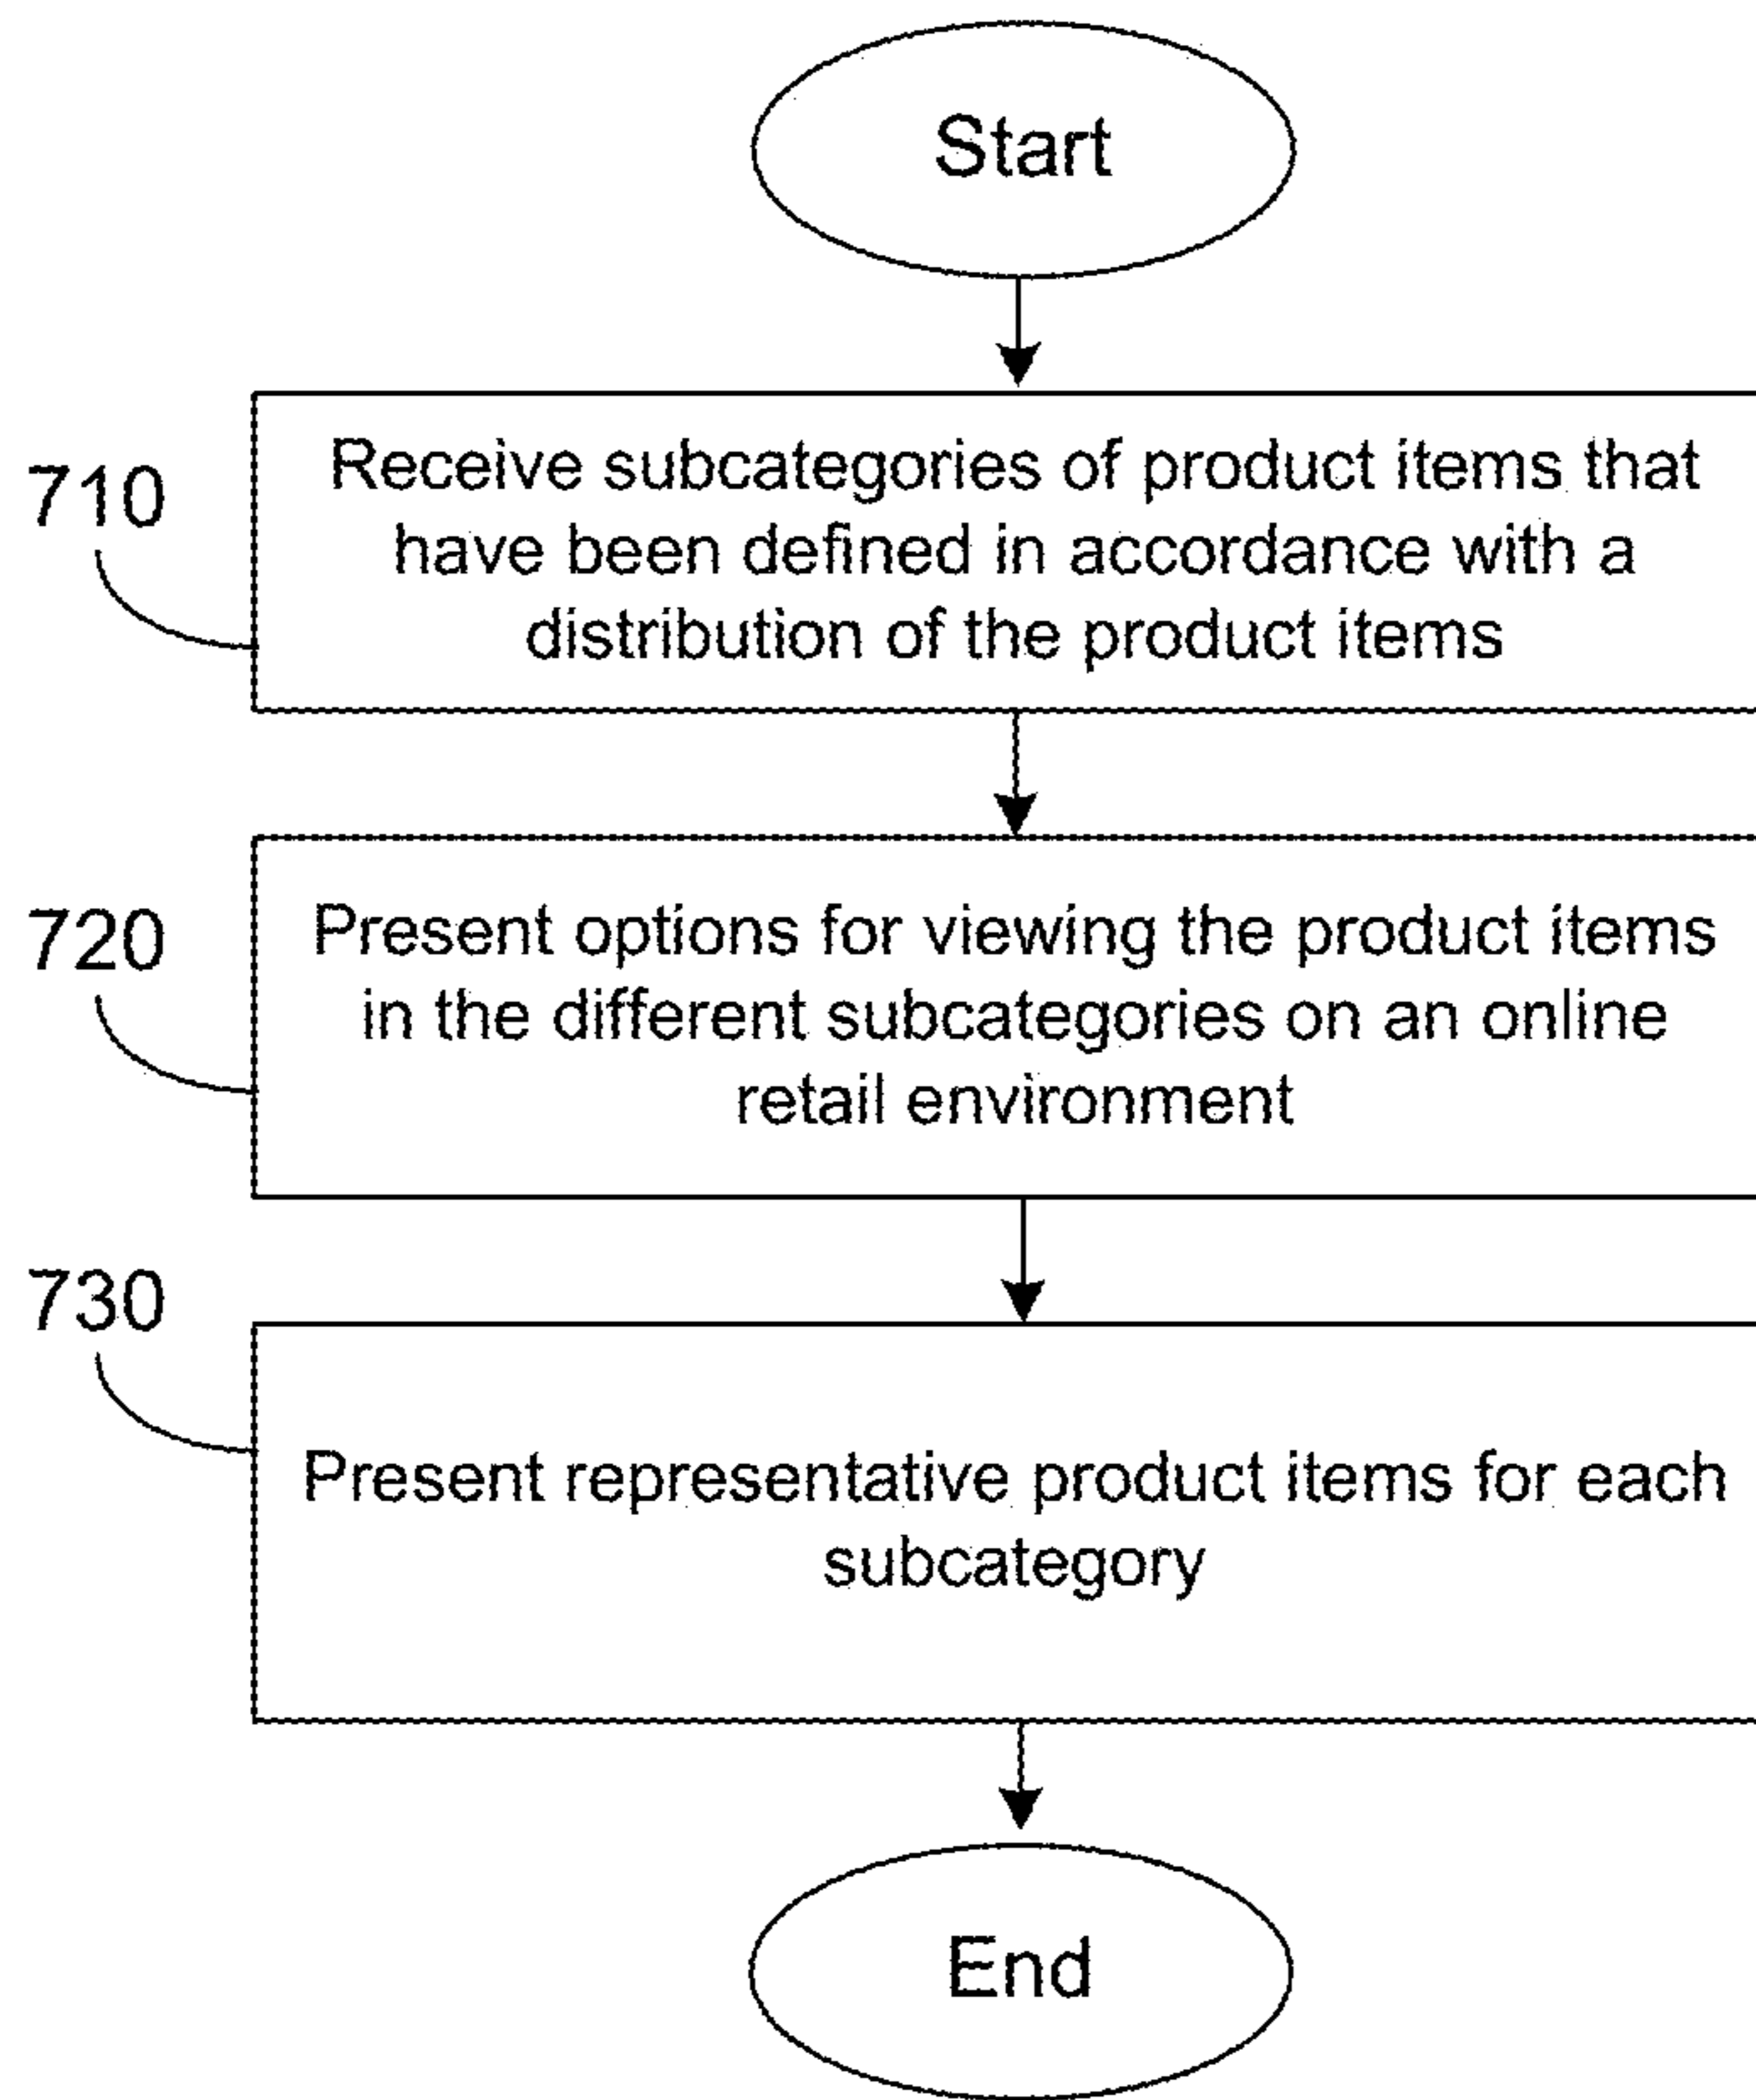 Start
710
Receive subcategories of product items that
have been defined in accordance with a
distribution of the product items
720
Present options for viewing the product items
in the different subcategories on an online
retail environment
730
Present representative product items for each
subcategory
End